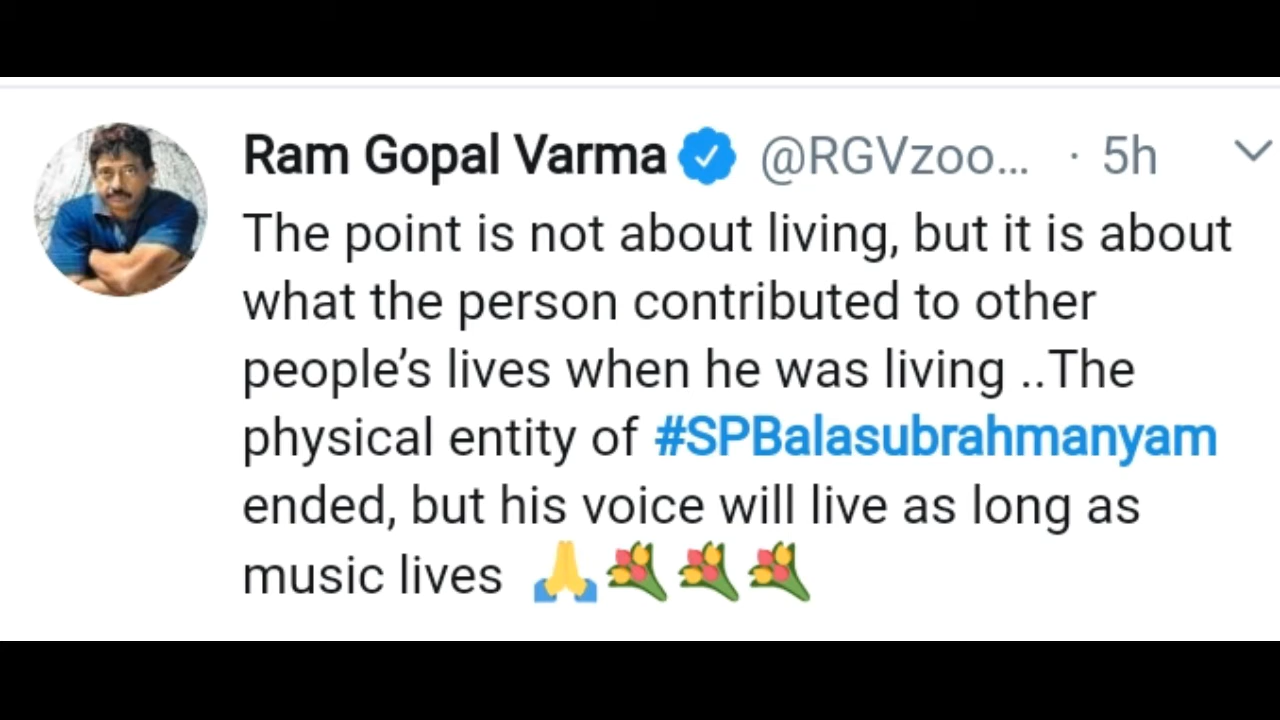 Ram Gopal Varma @RGVzoo... · 5h
The point is not about living, but it is about
what the person contributed to other
people’s lives when he was living ..The
physical entity of #SPBalasubrahmanyam
ended, but his voice will live as long as
music lives 🙏💐💐💐